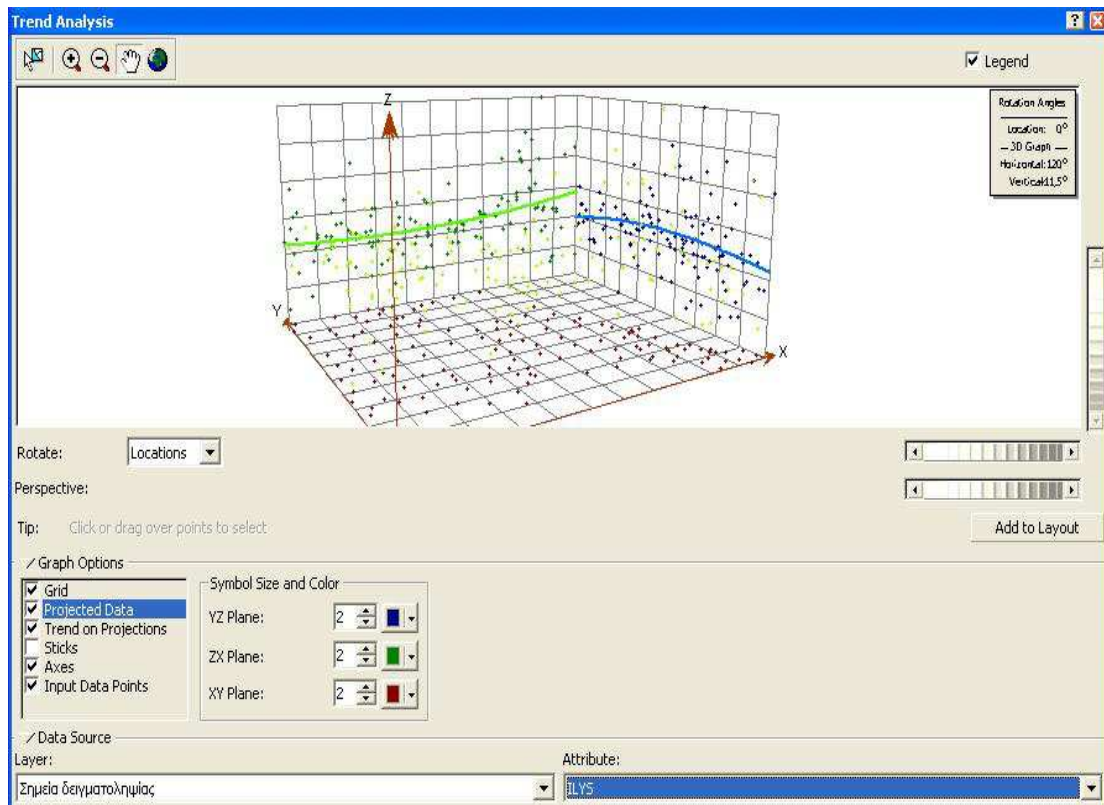 Trend Analysis
Legend
Z
Y
X
Rotation Angles
Location: 0°
3D Graph
Horizontal:120°
Vertical:11,5°
Rotate:
Locations
Perspective:
Tip: Click or drag over points to select
Add to Layout
Graph Options
Grid
Projected Data
Trend on Projections
Sticks
Axes
Input Data Points
Symbol Size and Color
YZ Plane: 2
ZX Plane: 2
XY Plane: 2
Data Source
Layer:
Σημεία δειγματοληψίας
Attribute:
ILYS